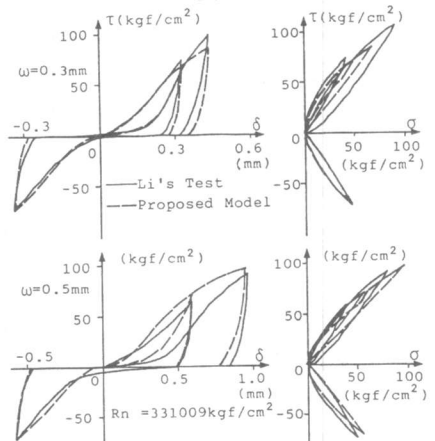 τ(kgf/cm²)
τ(kgf/cm²)
100
100
ω=0.3mm
50
50
-0.3
δ
σ
0
0.3
0.6
0
50
100
(mm)
(kgf/cm²)
-50
-50
Li's Test
Proposed Model
(kgf/cm²)
(kgf/cm²)
100
100
ω=0.5mm
50
50
-0.5
δ
σ
0
0.5
1.0
0
50
100
(mm)
(kgf/cm²)
-50
-50
Rn =331009kgf/cm²